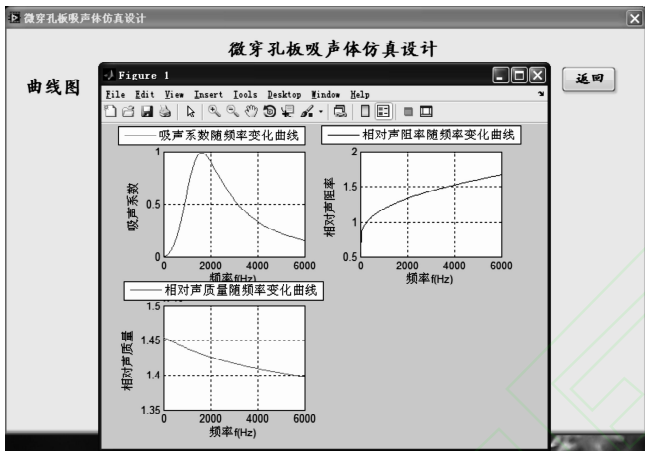 微穿孔板吸声体仿真设计
微穿孔板吸声体仿真设计
曲线图
返回
Figure 1
File Edit View Insert Tools Desktop Window Help
吸声系数随频率变化曲线
吸声系数
1
0.5
0
0 2000 4000 6000
频率f(Hz)
相对声阻率随频率变化曲线
相对声阻率
2
1.5
1
0.5
0 2000 4000 6000
频率f(Hz)
相对声质量随频率变化曲线
相对声质量
1.5
1.45
1.4
1.35
0 2000 4000 6000
频率f(Hz)